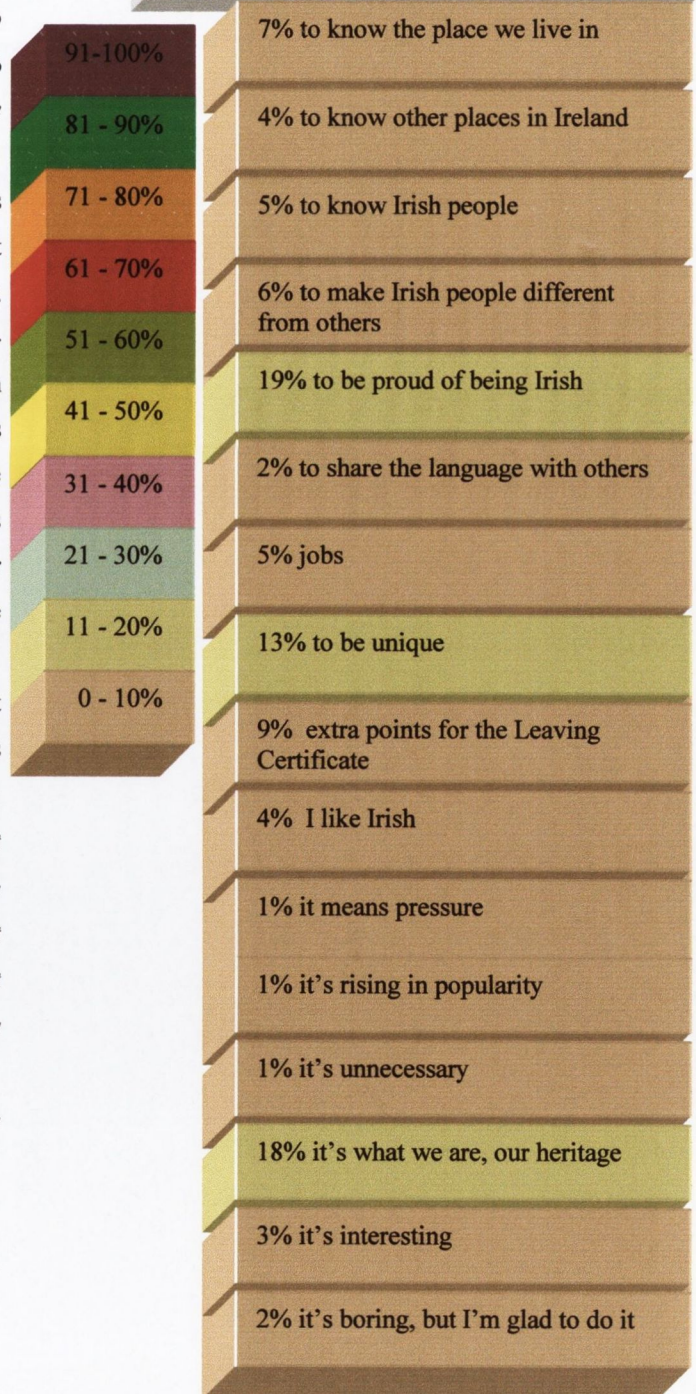 91-100%
81 - 90%
71 - 80%
61 - 70%
51 - 60%
41 - 50%
31 - 40%
21 - 30%
11 - 20%
0 - 10%
7% to know the place we live in
4% to know other places in Ireland
5% to know Irish people
6% to make Irish people different
from others
19% to be proud of being Irish
2% to share the language with others
5% jobs
13% to be unique
9% extra points for the Leaving
Certificate
4% I like Irish
1% it means pressure
1% it's rising in popularity
1% it's unnecessary
18% it's what we are, our heritage
3% it's interesting
2% it's boring, but I'm glad to do it